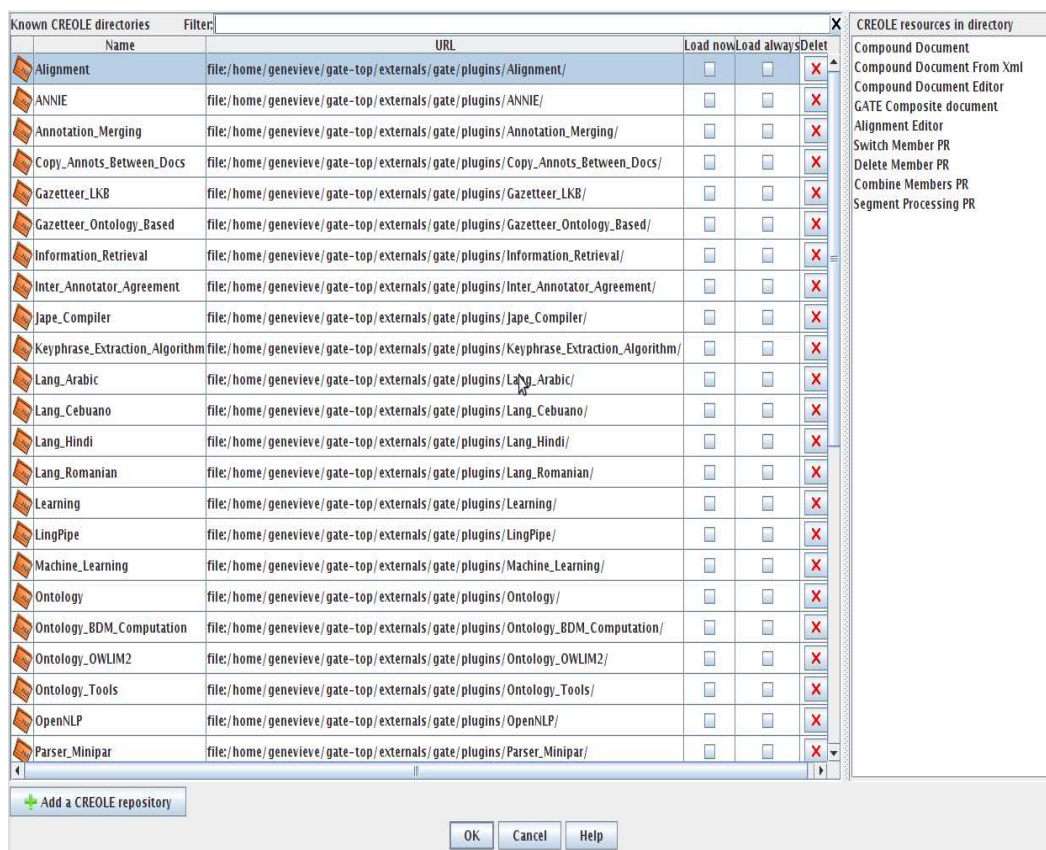 Known CREOLE directories Filter: X CREOLE resources in directory
Name URL Load now Load always Delet
Alignment file:/home/genevieve/gate-top/externals/gate/plugins/Alignment/
ANNIE file:/home/genevieve/gate-top/externals/gate/plugins/ANNIE/
Annotation_Merging file:/home/genevieve/gate-top/externals/gate/plugins/Annotation_Merging/
Copy_Annots_Between_Docs file:/home/genevieve/gate-top/externals/gate/plugins/Copy_Annots_Between_Docs/
Gazetteer_LKB file:/home/genevieve/gate-top/externals/gate/plugins/Gazetteer_LKB/
Gazetteer_Ontology_Based file:/home/genevieve/gate-top/externals/gate/plugins/Gazetteer_Ontology_Based/
Information_Retrieval file:/home/genevieve/gate-top/externals/gate/plugins/Information_Retrieval/
Inter_Annotator_Agreement file:/home/genevieve/gate-top/externals/gate/plugins/Inter_Annotator_Agreement/
Jape_Compiler file:/home/genevieve/gate-top/externals/gate/plugins/Jape_Compiler/
Keyphrase_Extraction_Algorithm file:/home/genevieve/gate-top/externals/gate/plugins/Keyphrase_Extraction_Algorithm/
Lang_Arabic file:/home/genevieve/gate-top/externals/gate/plugins/Lang_Arabic/
Lang_Cebuano file:/home/genevieve/gate-top/externals/gate/plugins/Lang_Cebuano/
Lang_Hindi file:/home/genevieve/gate-top/externals/gate/plugins/Lang_Hindi/
Lang_Romanian file:/home/genevieve/gate-top/externals/gate/plugins/Lang_Romanian/
Learning file:/home/genevieve/gate-top/externals/gate/plugins/Learning/
LingPipe file:/home/genevieve/gate-top/externals/gate/plugins/LingPipe/
Machine_Learning file:/home/genevieve/gate-top/externals/gate/plugins/Machine_Learning/
Ontology file:/home/genevieve/gate-top/externals/gate/plugins/Ontology/
Ontology_BDM_Computation file:/home/genevieve/gate-top/externals/gate/plugins/Ontology_BDM_Computation/
Ontology_OWLIM2 file:/home/genevieve/gate-top/externals/gate/plugins/Ontology_OWLIM2/
Ontology_Tools file:/home/genevieve/gate-top/externals/gate/plugins/Ontology_Tools/
OpenNLP file:/home/genevieve/gate-top/externals/gate/plugins/OpenNLP/
Parser_Minipar file:/home/genevieve/gate-top/externals/gate/plugins/Parser_Minipar/
Compound Document
Compound Document From Xml
Compound Document Editor
GATE Composite document
Alignment Editor
Switch Member PR
Delete Member PR
Combine Members PR
Segment Processing PR
Add a CREOLE repository
OK Cancel Help